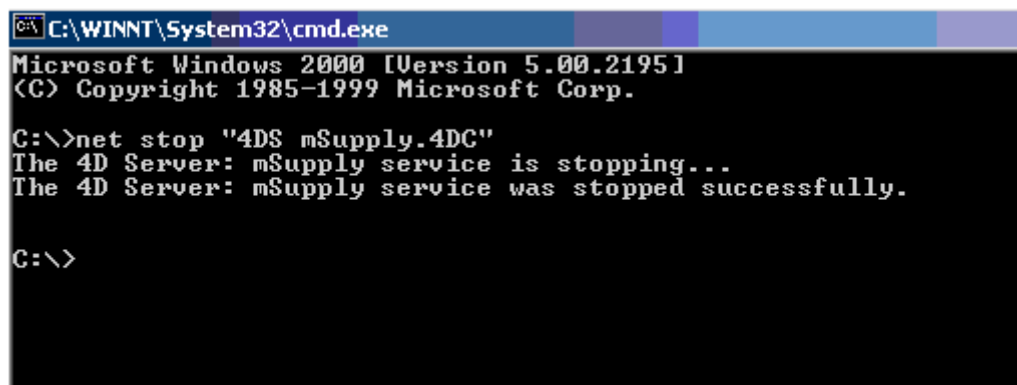 C:\WINNT\System32\cmd.exe
Microsoft Windows 2000 [Version 5.00.2195]
(C) Copyright 1985-1999 Microsoft Corp.
C:\>net stop "4DS mSupply.4DC"
The 4D Server: mSupply service is stopping...
The 4D Server: mSupply service was stopped successfully.
C:\>